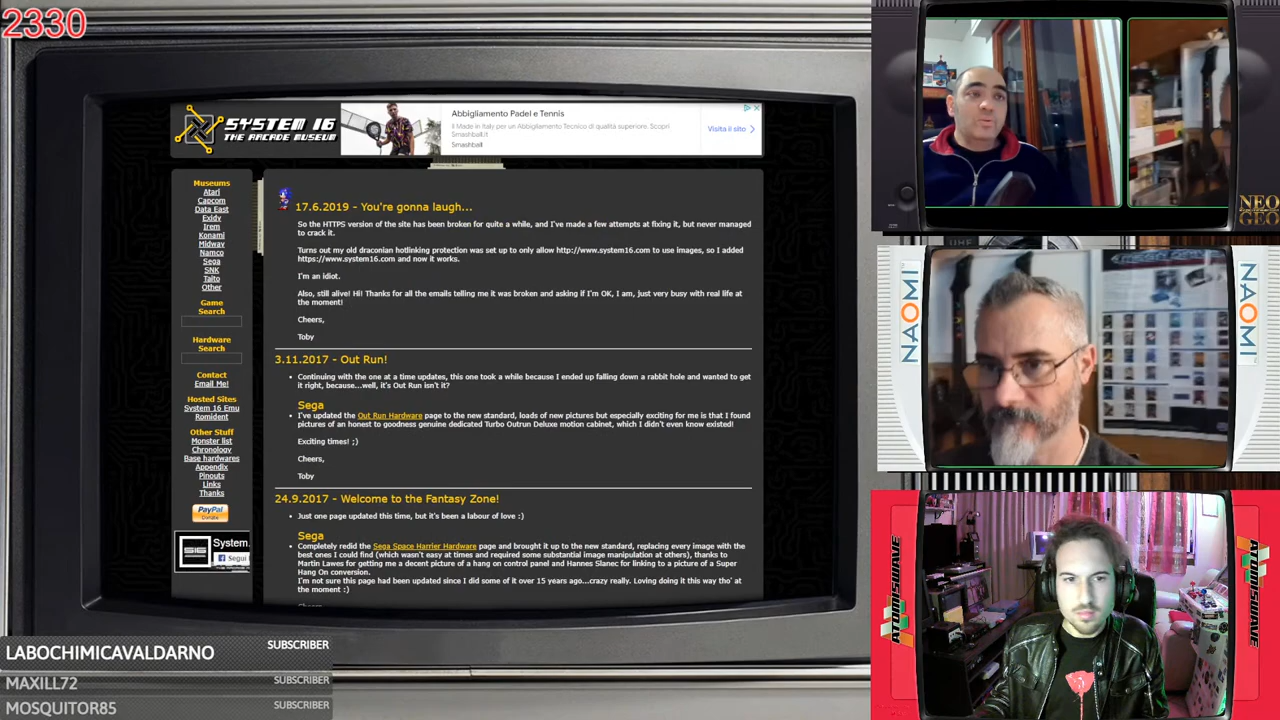 2330
SYSTEM 16
THE ARCADE MUSEUM
Abbigliamento Padel e Tennis
Il Made in Italy per un Abbigliamento Tecnico di qualità superiore. Scopri
Smashball.it
Smashball
Visita il sito
Museums
Atari
Capcom
Data East
Exidy
Irem
Konami
Midway
Namco
Sega
SNK
Taito
Other
Game
Search
Hardware
Search
Contact
Email Me!
Hosted Sites
System 16 Emu
Romident
Other Stuff
Monster list
Chronology
Base hardwares
Appendix
Pinouts
Links
Thanks
PayPal
Donate
S16
System.
Segui
17.6.2019 - You're gonna laugh...
So the HTTPS version of the site has been broken for quite a while, and I've made a few attempts at fixing it, but never managed
to crack it.
Turns out my old draconian hotlinking protection was set up to only allow http://www.system16.com to use images, so I added
https://www.system16.com and now it works.
I'm an idiot.
Also, still alive! Hi! Thanks for all the emails telling me it was broken and asking if I'm OK, I am, just very busy with real life at
the moment!
Cheers,
Toby
3.11.2017 - Out Run!
Continuing with the one at a time updates, this one took a while because I ended up falling down a rabbit hole and wanted to get
it right, because...well, it's Out Run isn't it?
Sega
I've updated the Out Run Hardware page to the new standard, loads of new pictures but especially exciting for me is that I found
pictures of an honest to goodness genuine dedicated Turbo Outrun Deluxe motion cabinet, which I didn't even know existed!
Exciting times! ;)
Cheers,
Toby
24.9.2017 - Welcome to the Fantasy Zone!
Just one page updated this time, but it's been a labour of love :)
Sega
Completely redid the Sega Space Harrier Hardware page and brought it up to the new standard, replacing every image with the
best ones I could find (which wasn't easy at times and required some substantial image manipulation at others), thanks to
Martin Lawes for getting me a decent picture of a hang on control panel and Hannes Slanec for linking to a picture of a Super
Hang On conversion.
I'm not sure this page had been updated since I did some of it over 15 years ago...crazy really. Loving doing it this way tho' at
the moment :)
Cheers
NEO
GEO
NAOMI
NAOMI
ATOMISWAVE
ATOMISWAVE
LABOCHIMICAVALDARNO SUBSCRIBER
MAXILL72 SUBSCRIBER
MOSQUITOR85 SUBSCRIBER